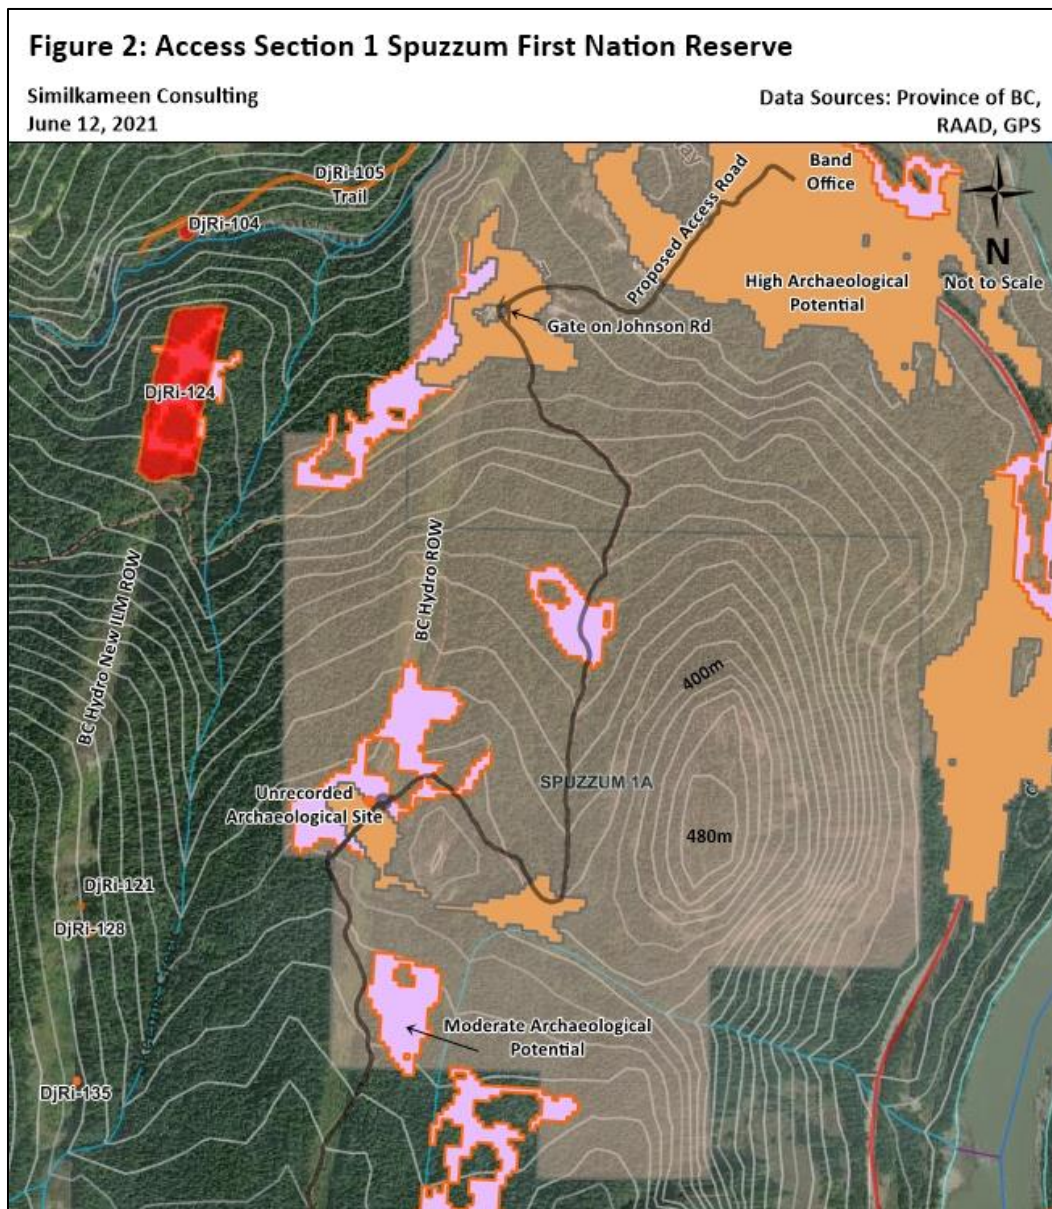 Figure 2: Access Section 1 Spuzzum First Nation Reserve
Similkameen Consulting
June 12, 2021
Data Sources: Province of BC,
RAAD, GPS
DjRi-105
Trail
DjRi-104
Proposed Access Road
Band
Office
N
Not to Scale
High Archaeological
Potential
Gate on Johnson Rd
DjRi-124
BC Hydro ROW
BC Hydro New ILM ROW
400m
SPUZZUM 1A
480m
Unrecorded
Archaeological Site
DjRi-121
DjRi-128
Moderate Archaeological
Potential
DjRi-135